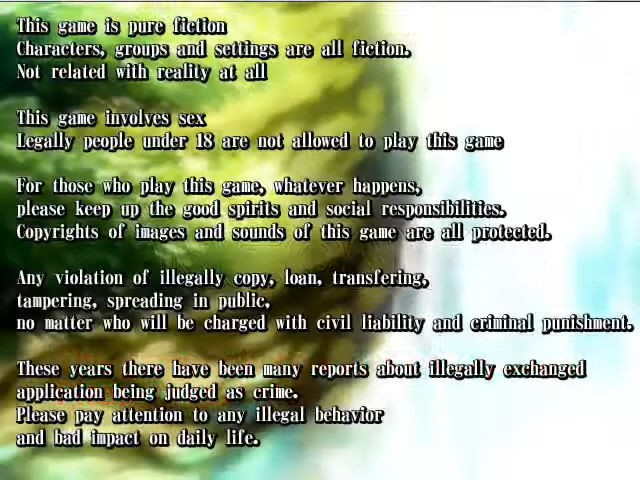 This game is pure fiction
Characters, groups and settings are all fiction.
Not related with reality at all
This game involves sex
Legally people under 18 are not allowed to play this game
For those who play this game, whatever happens,
please keep up the good spirits and social responsibilities.
Copyrights of images and sounds of this game are all protected.
Any violation of illegally copy, loan, transfering,
tampering, spreading in public,
no matter who will be charged with civil liability and criminal punishment.
These years there have been many reports about illegally exchanged
application being judged as crime.
Please pay attention to any illegal behavior
and bad impact on daily life.